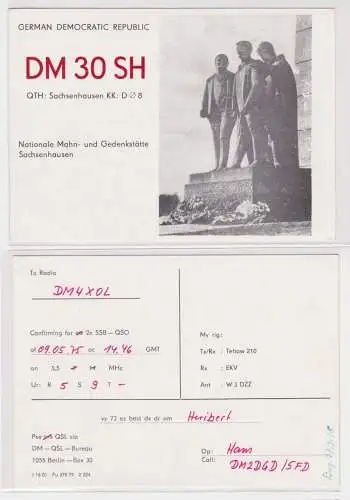 GERMAN DEMOCRATIC REPUBLIC
DM 30 SH
QTH: Sachsenhausen KK: D∅8
Nationale Mahn- und Gedenkstätte
Sachsenhausen
To Radio
DM4XOL
Confirming for 2x SSB – QSO
at 09.05.75 ac 14.46 GMT
on 3,5 MHz
Ur: R 5 S 9 T –
My rig:
Tx/Rx : Teltow 210
Rx : EKV
Ant : W 3 DZZ
vy 73 es best dx dr om Heribert
Pse QSL via
DM – QSL – Bureau
1055 Berlin – Box 30
Op: Hans
Call: DM2DGD/5FD